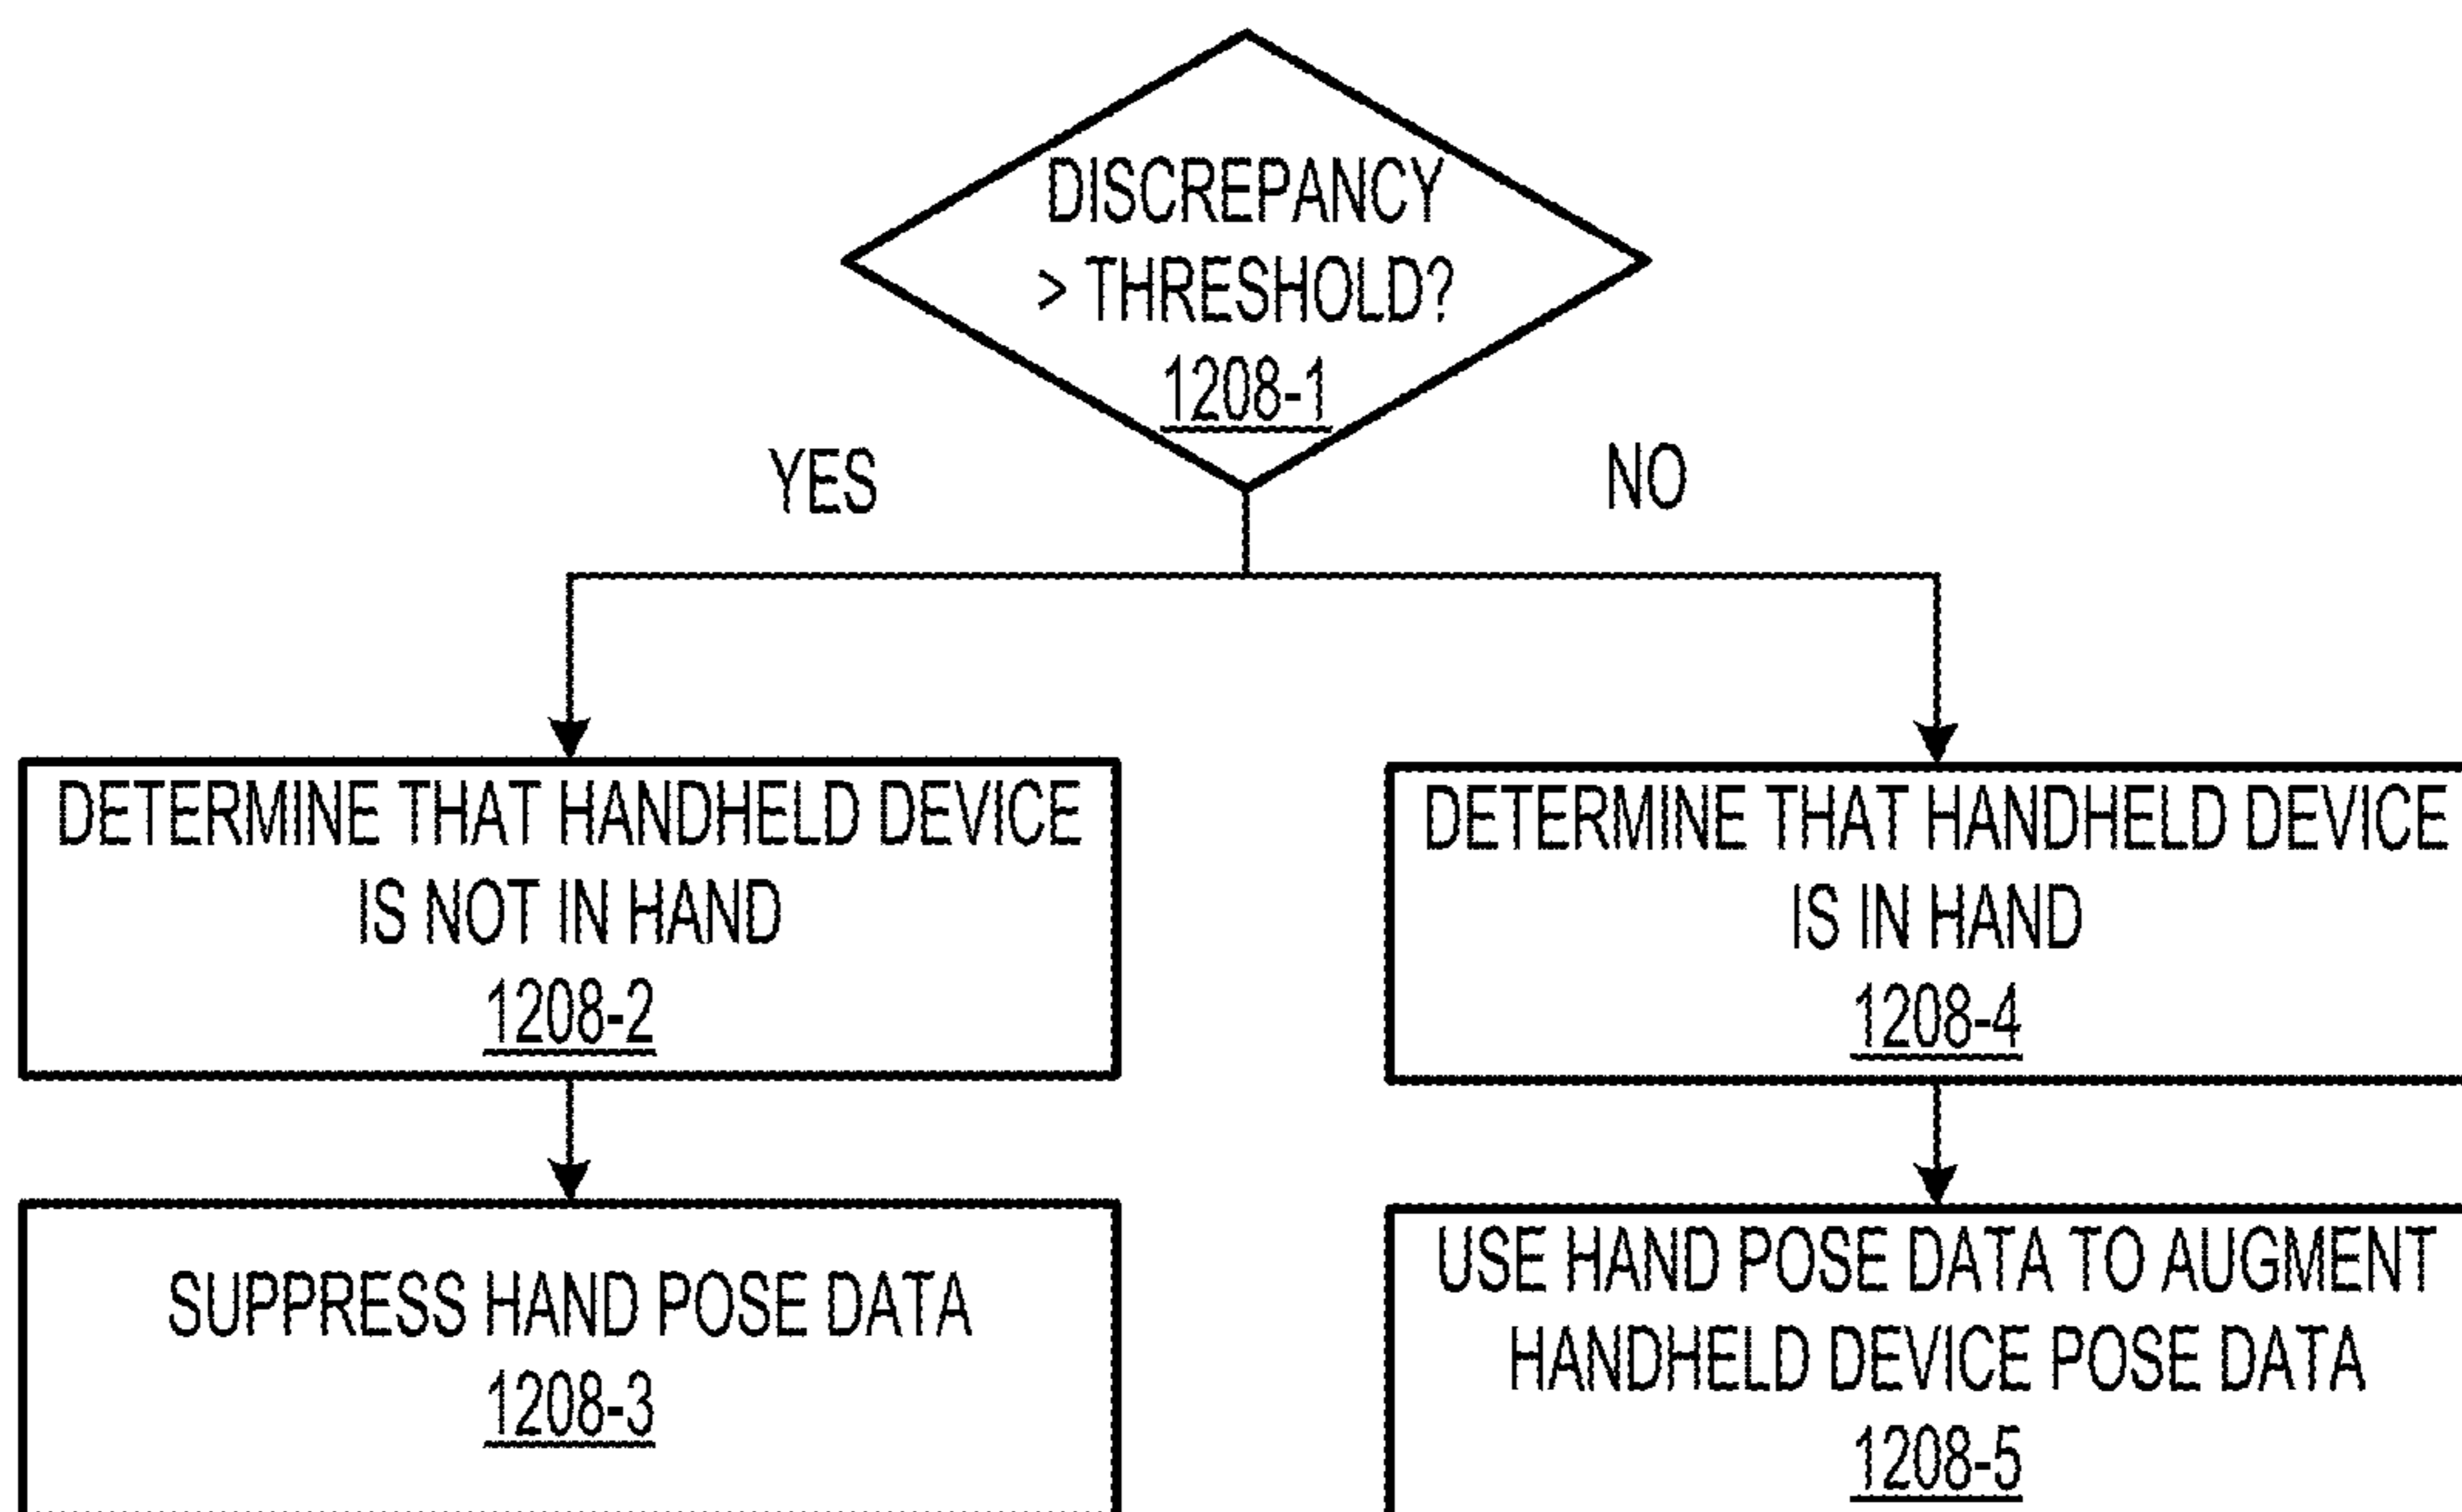 DISCREPANCY
> THRESHOLD?
1208-1
YES
NO
DETERMINE THAT HANDHELD DEVICE
IS NOT IN HAND
1208-2
DETERMINE THAT HANDHELD DEVICE
IS IN HAND
1208-4
SUPPRESS HAND POSE DATA
1208-3
USE HAND POSE DATA TO AUGMENT
HANDHELD DEVICE POSE DATA
1208-5